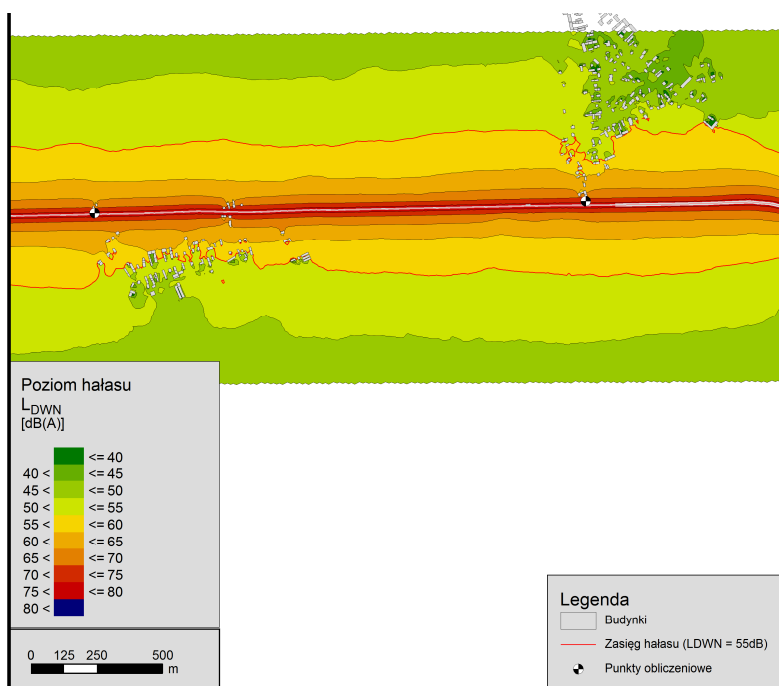 Poziom hałasu
LDWN
[dB(A)]
<= 40
40 < <= 45
45 < <= 50
50 < <= 55
55 < <= 60
60 < <= 65
65 < <= 70
70 < <= 75
75 < <= 80
80 <
0 125 250 500
m
Legenda
Budynki
Zasięg hałasu (LDWN = 55dB)
Punkty obliczeniowe